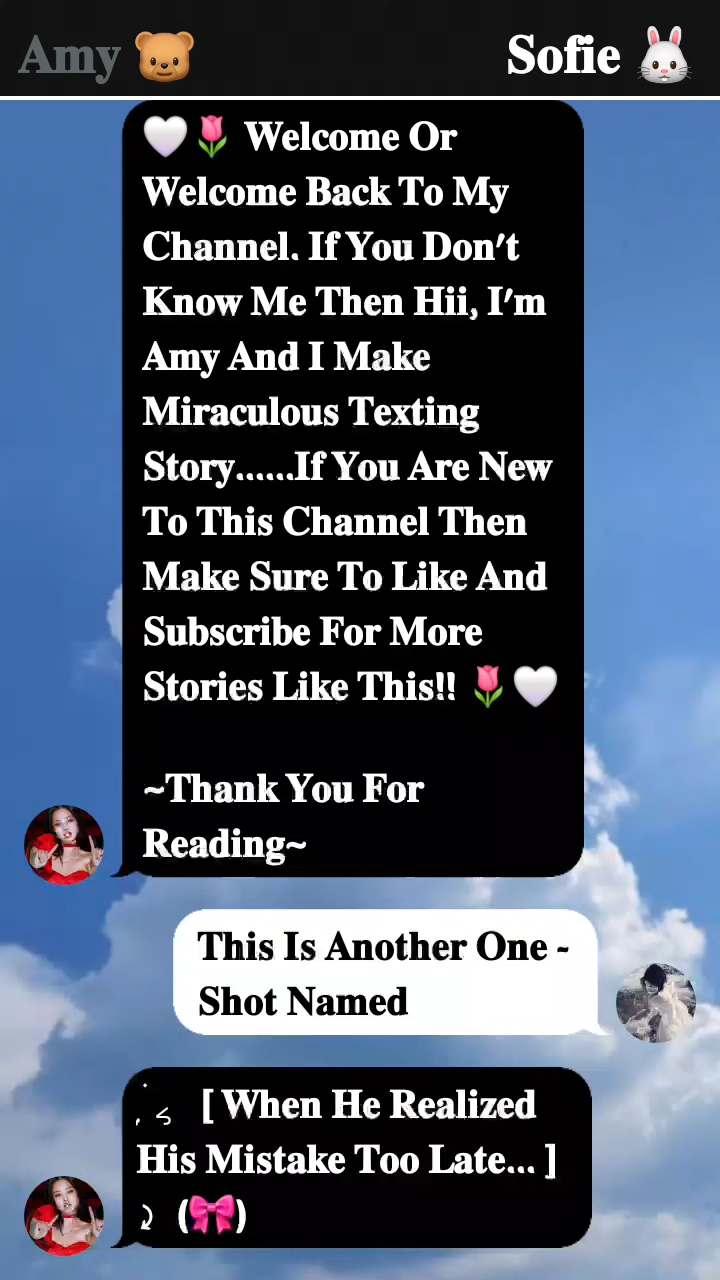 Amy 🐻
Sofie 🐰
🤍🌷 Welcome Or
Welcome Back To My
Channel. If You Don't
Know Me Then Hii, I'm
Amy And I Make
Miraculous Texting
Story......If You Are New
To This Channel Then
Make Sure To Like And
Subscribe For More
Stories Like This!! 🌷🤍
~Thank You For
Reading~
This Is Another One -
Shot Named
[ When He Realized
His Mistake Too Late... ]
(🎀)